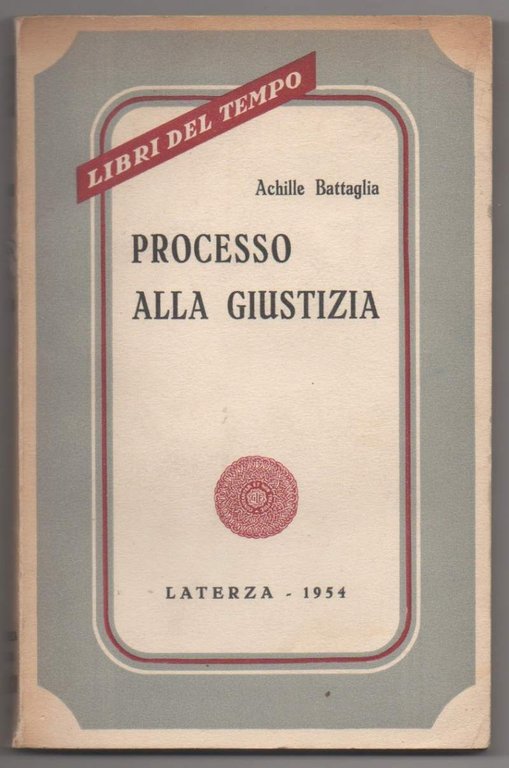 LIBRI DEL TEMPO
Achille Battaglia
PROCESSO
ALLA GIUSTIZIA
LATERZA - 1954